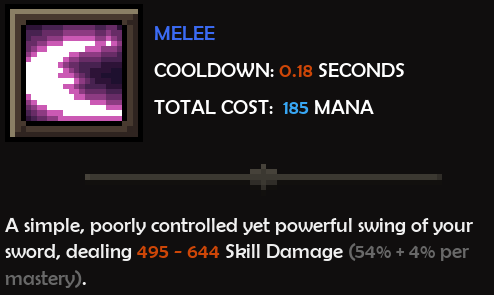 MELEE
COOLDOWN: 0.18 SECONDS
TOTAL COST: 185 MANA
A simple, poorly controlled yet powerful swing of your
sword, dealing 495 - 644 Skill Damage (54% + 4% per
mastery).